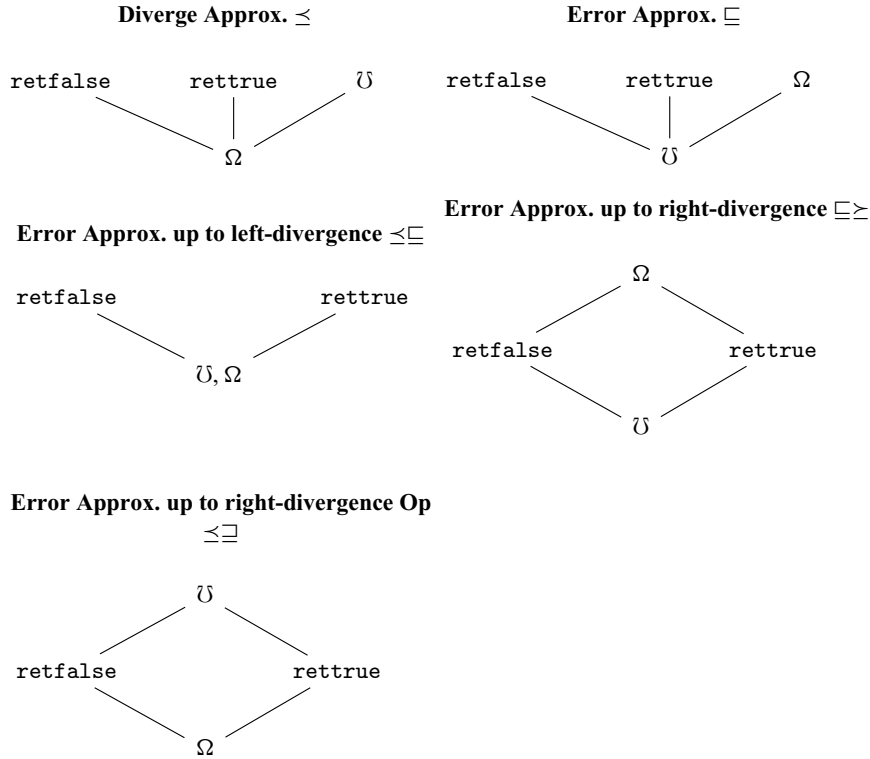 Diverge Approx. ⪯
retfalse rettrue ℧
Ω
Error Approx. ⊑
retfalse rettrue Ω
℧
Error Approx. up to left-divergence ⪯⊑
retfalse rettrue
℧, Ω
Error Approx. up to right-divergence ⊑⪰
Ω
retfalse rettrue
℧
Error Approx. up to right-divergence Op
⪯⊒
℧
retfalse rettrue
Ω